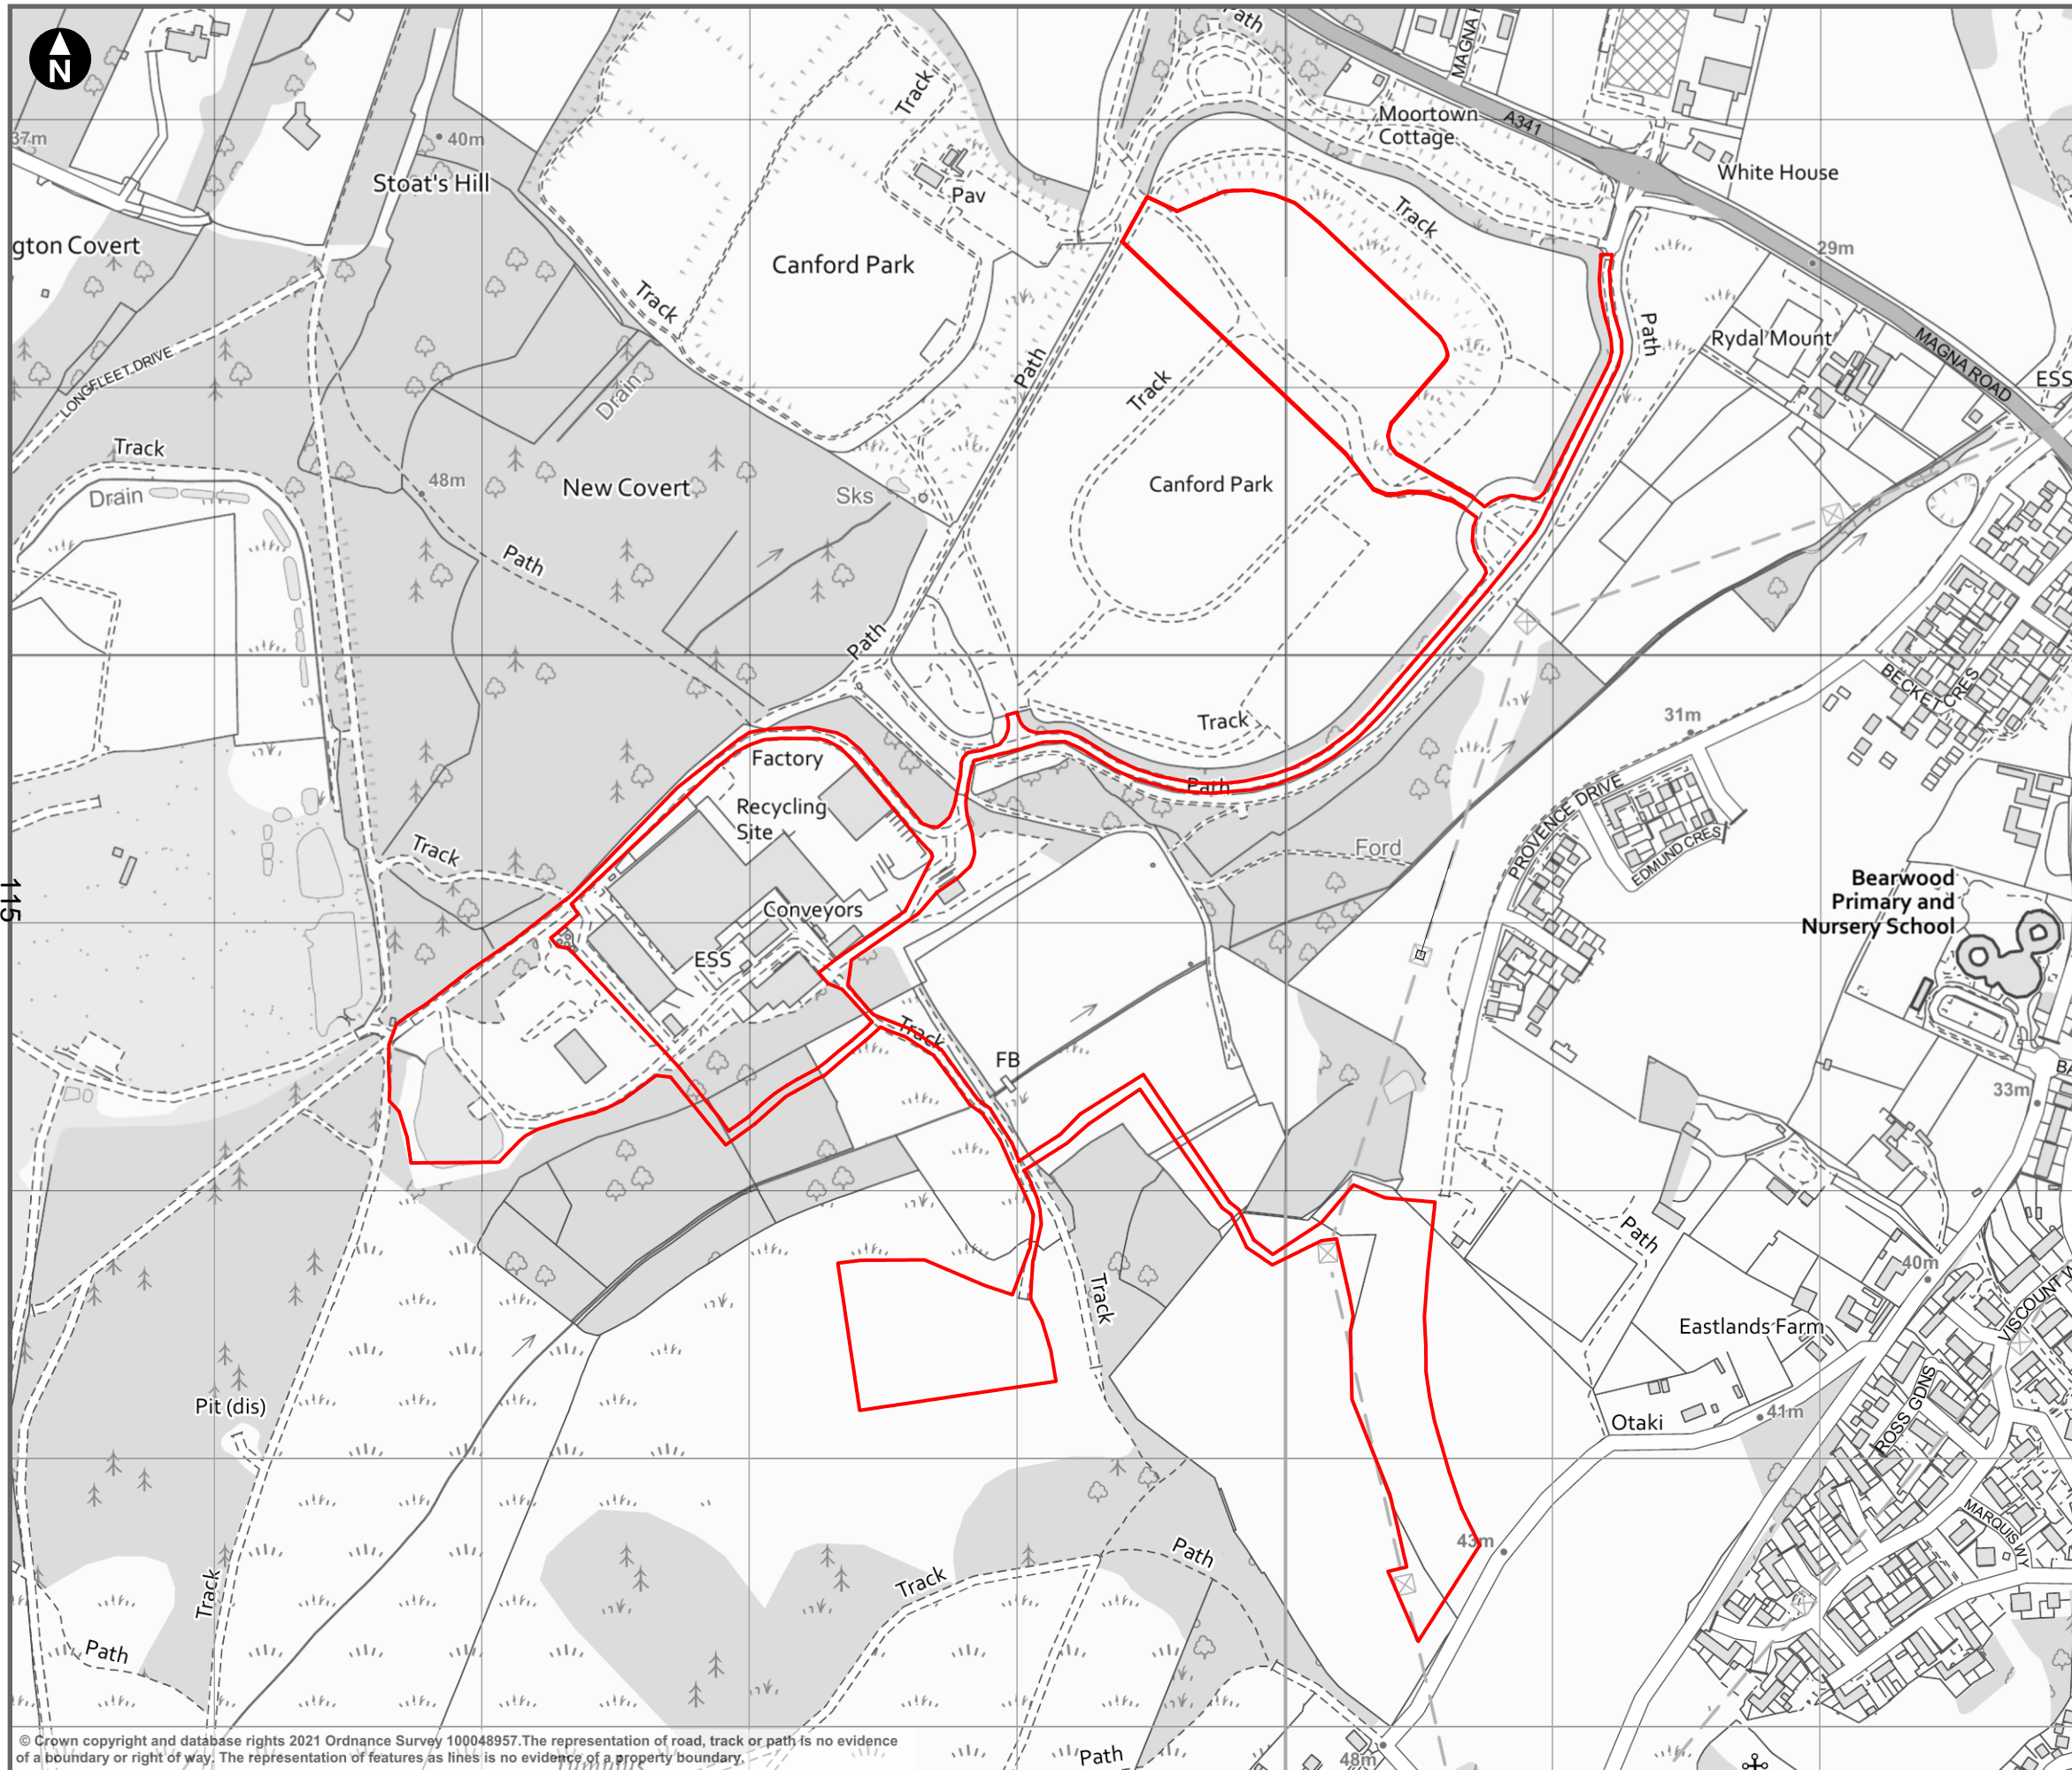 N
Path
MAGNA
Track
Moortown
Cottage
A341
37m
40m
Stoat's Hill
Pav
White House
gton Covert
Canford Park
Track
Track
29m
Path
Rydal Mount
MAGNA ROAD
ESS
LONGFLEET DRIVE
Drain
Path
Track
Track
Drain
48m
New Covert
Sks
Canford Park
Path
Path
BECKET CRES
31m
Track
Factory
Path
Recycling
Site
PROVENCE DRIVE
EDMUND CRES
Ford
Track
115
Bearwood
Primary and
Nursery School
Conveyors
ESS
Track
FB
BA
33m
Path
40m
Track
VISCOUNT W
Eastlands Farm
Pit (dis)
Otaki
41m
ROSS GDNS
MARQUIS WY
43m
Path
Track
Track
Path
© Crown copyright and database rights 2021 Ordnance Survey 100048957.The representation of road, track or path is no evidence
of a boundary or right of way. The representation of features as lines is no evidence of a property boundary.
Path
48m